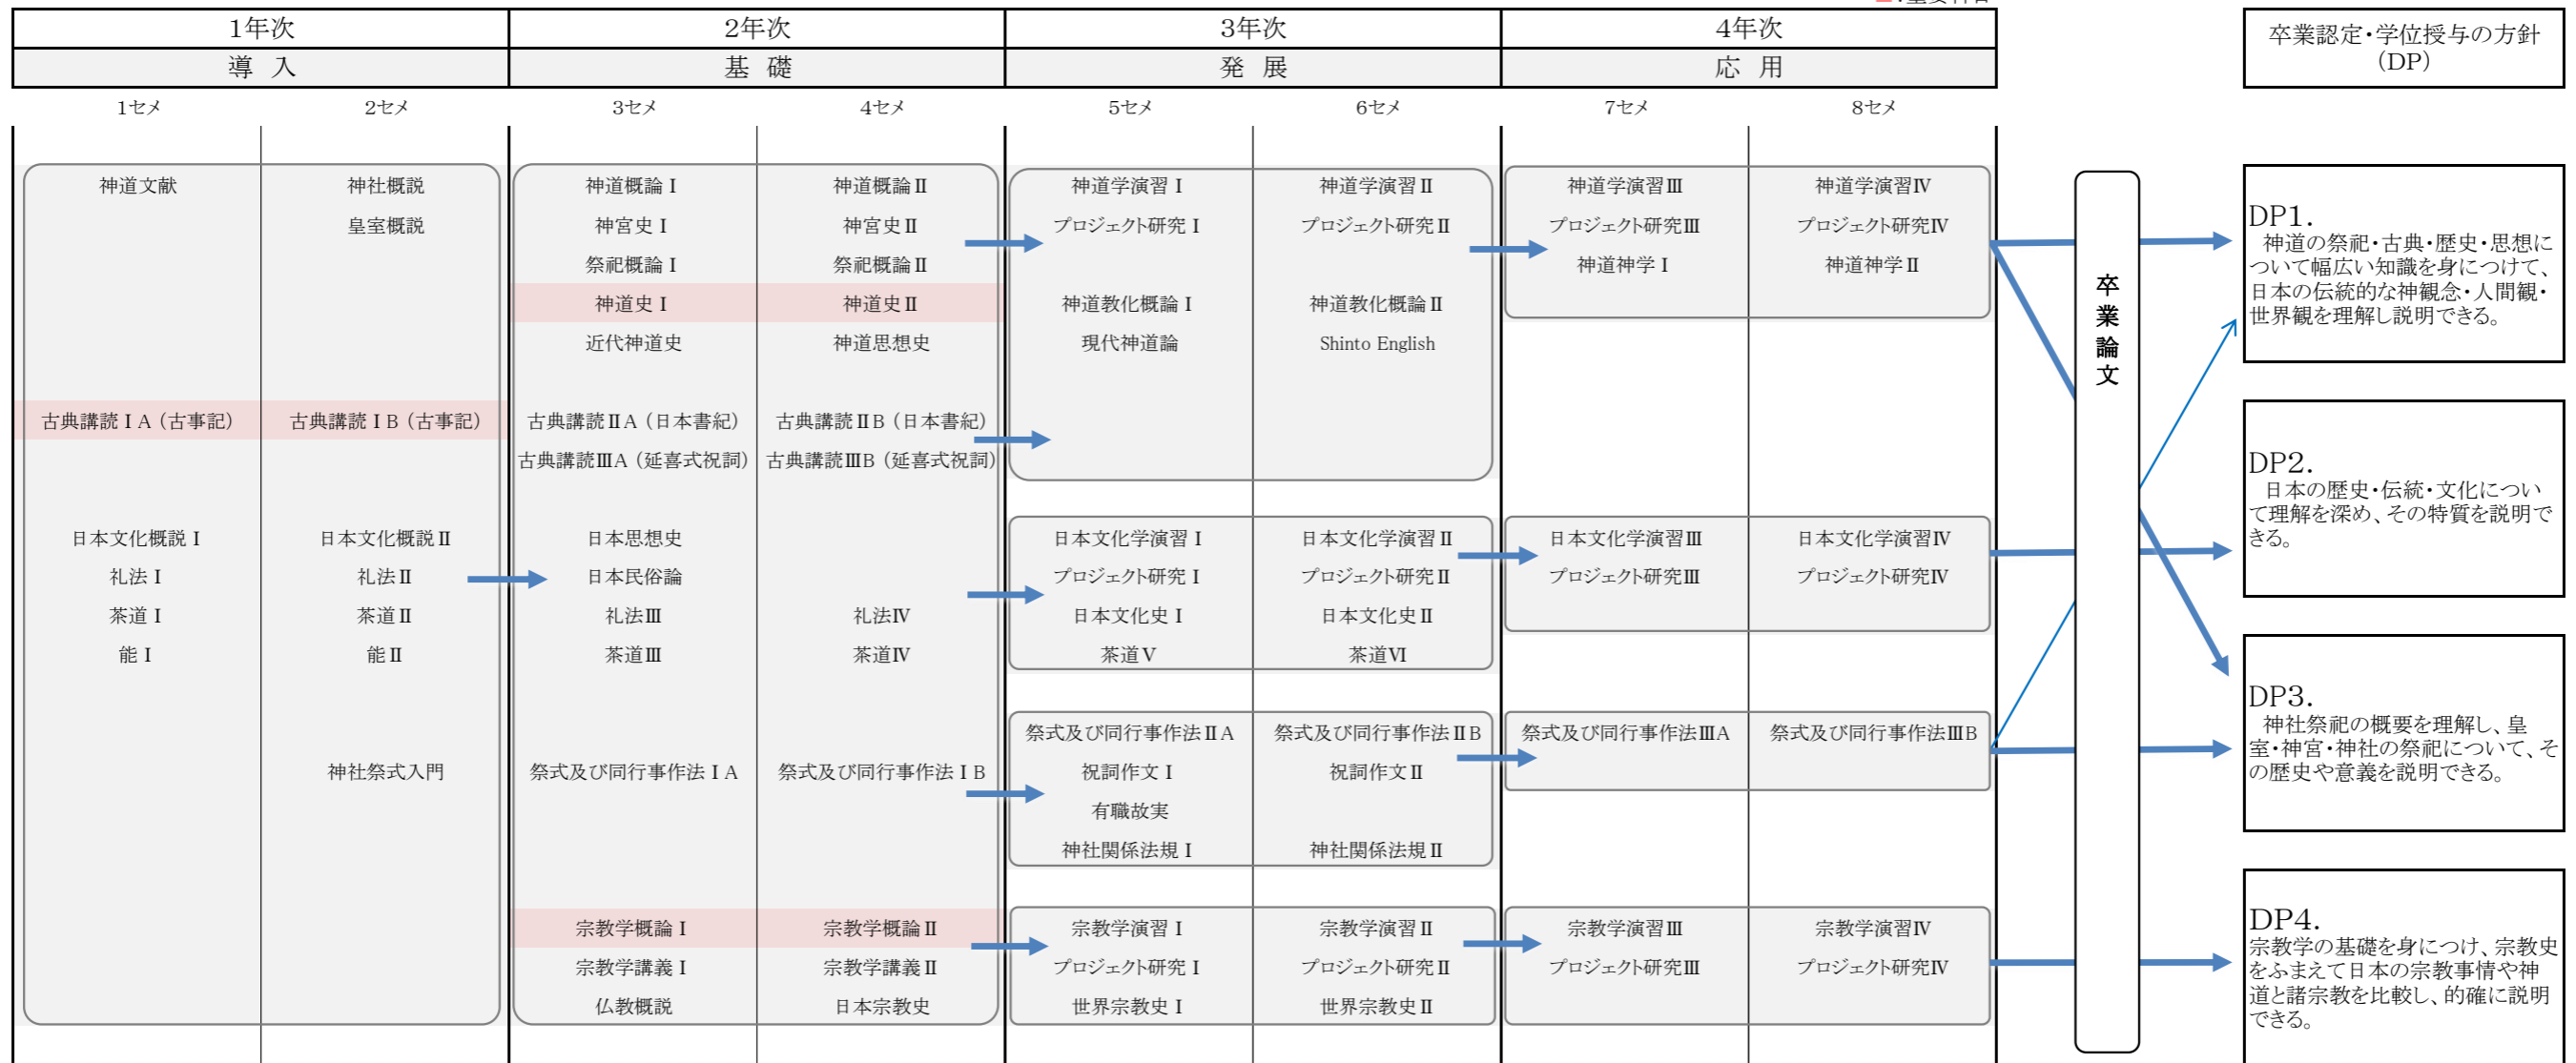 1年次 2年次 3年次 4年次 卒業認定・学位授与の方針
(DP)
導 入 基 礎 発 展 応 用
1セメ 2セメ 3セメ 4セメ 5セメ 6セメ 7セメ 8セメ
神道文献 神社概説 神道概論Ⅰ 神道概論Ⅱ 神道学演習Ⅰ 神道学演習Ⅱ 神道学演習Ⅲ 神道学演習Ⅳ
皇室概説 神宮史Ⅰ 神宮史Ⅱ プロジェクト研究Ⅰ プロジェクト研究Ⅱ プロジェクト研究Ⅲ プロジェクト研究Ⅳ
祭祀概論Ⅰ 祭祀概論Ⅱ 神道神学Ⅰ 神道神学Ⅱ
神道史Ⅰ 神道史Ⅱ 神道教化概論Ⅰ 神道教化概論Ⅱ
近代神道史 神道思想史 現代神道論 Shinto English
古典講読ⅠA(古事記) 古典講読ⅠB(古事記) 古典講読ⅡA(日本書紀) 古典講読ⅡB(日本書紀)
古典講読ⅢA(延喜式祝詞) 古典講読ⅢB(延喜式祝詞)
日本文化概説Ⅰ 日本文化概説Ⅱ 日本思想史 日本文化学演習Ⅰ 日本文化学演習Ⅱ 日本文化学演習Ⅲ 日本文化学演習Ⅳ
礼法Ⅰ 礼法Ⅱ 日本民俗論 プロジェクト研究Ⅰ プロジェクト研究Ⅱ プロジェクト研究Ⅲ プロジェクト研究Ⅳ
茶道Ⅰ 茶道Ⅱ 礼法Ⅲ 礼法Ⅳ 日本文化史Ⅰ 日本文化史Ⅱ
能Ⅰ 能Ⅱ 茶道Ⅲ 茶道Ⅳ 茶道Ⅴ 茶道Ⅵ
祭式及び同行事作法ⅡA 祭式及び同行事作法ⅡB 祭式及び同行事作法ⅢA 祭式及び同行事作法ⅢB
神社祭式入門 祭式及び同行事作法ⅠA 祭式及び同行事作法ⅠB 祝詞作文Ⅰ 祝詞作文Ⅱ
有職故実
神社関係法規Ⅰ 神社関係法規Ⅱ
宗教学概論Ⅰ 宗教学概論Ⅱ 宗教学演習Ⅰ 宗教学演習Ⅱ 宗教学演習Ⅲ 宗教学演習Ⅳ
宗教学講義Ⅰ 宗教学講義Ⅱ プロジェクト研究Ⅰ プロジェクト研究Ⅱ プロジェクト研究Ⅲ プロジェクト研究Ⅳ
仏教概説 日本宗教史 世界宗教史Ⅰ 世界宗教史Ⅱ
卒業論文
DP1.
神道の祭祀・古典・歴史・思想に
ついて幅広い知識を身につけて、
日本の伝統的な神観念・人間観・
世界観を理解し説明できる。
DP2.
日本の歴史・伝統・文化につい
て理解を深め、その特質を説明で
きる。
DP3.
神社祭祀の概要を理解し、皇
室・神宮・神社の祭祀について、そ
の歴史や意義を説明できる。
DP4.
宗教学の基礎を身につけ、宗教史
をふまえて日本の宗教事情や神
道と諸宗教を比較し、的確に説明
できる。